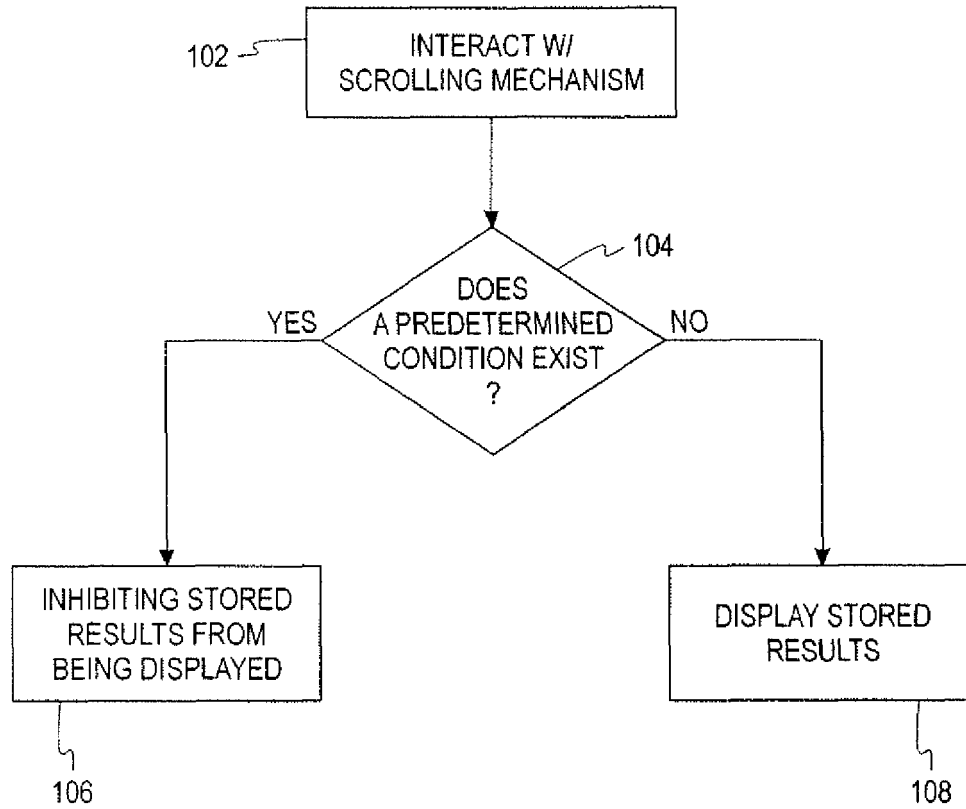 102
INTERACT W/
SCROLLING MECHANISM
104
DOES
A PREDETERMINED
CONDITION EXIST
?
YES
NO
INHIBITING STORED
RESULTS FROM
BEING DISPLAYED
DISPLAY STORED
RESULTS
106
108